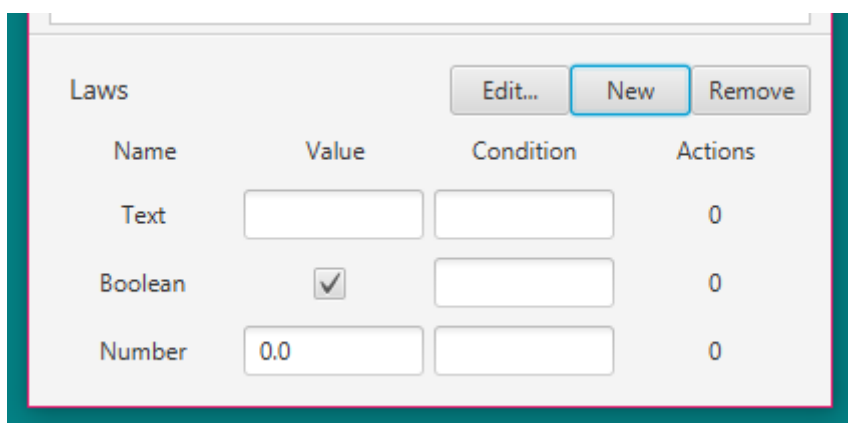 Laws Edit... New Remove
Name Value Condition Actions
Text 0
Boolean 0
Number 0.0 0